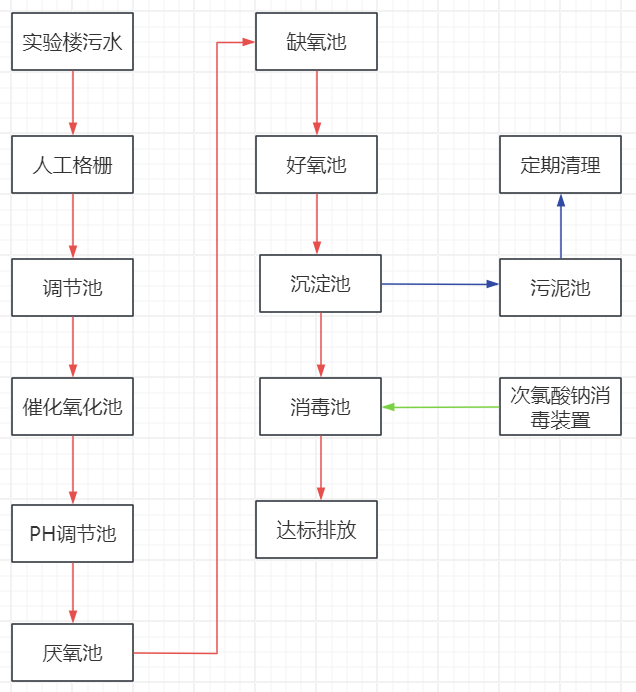 实验楼污水
人工格栅
调节池
催化氧化池
PH调节池
厌氧池
缺氧池
好氧池
沉淀池
消毒池
达标排放
定期清理
污泥池
次氯酸钠消
毒装置